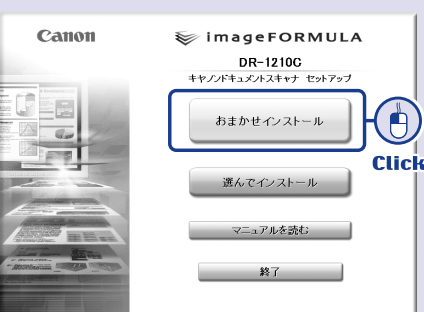 Canon
imageFORMULA
DR-1210C
キヤノンドキュメントスキャナ セットアップ
おまかせインストール
Click
選んでインストール
マニュアルを読む
終了